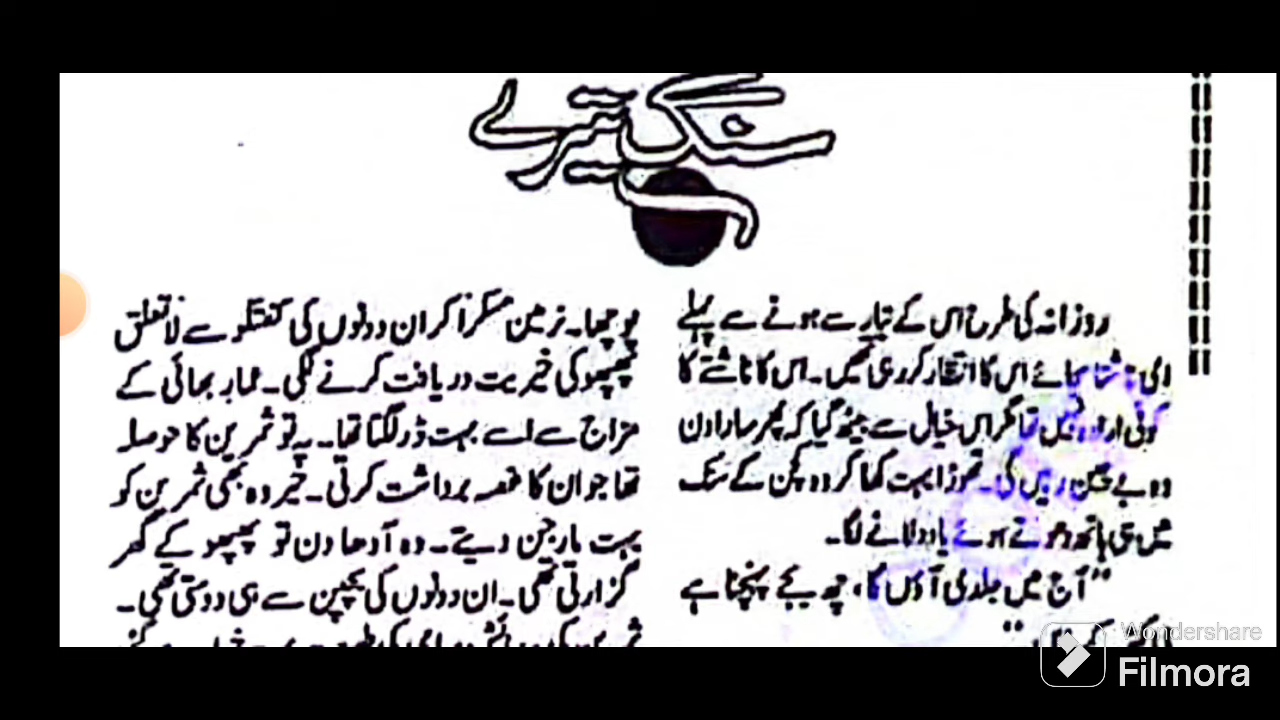 سنگ تیرے
روزانہ کی طرح اس کے تیار سے ہونے سے پہلے
امی ناشتا سجائے اس کا انتظار کررہی تھیں۔ اس کا ناشتے کا
کوئی ارادہ نہیں تھا مگر اس خیال سے بیٹھ گیا کہ پھر سارا دن
وہ بے چین رہیں گی۔ تھوڑا بہت کھا کر وہ کچن کے سنک
میں ہی ہاتھ دھوتے ہوئے یاد دلانے لگا۔
"آج میں جلدی آؤں گا، چھ بجے پہنچنا ہے
پوچھا۔ نرمین مسکرا کر ان دونوں کی گفتگو سے لاتعلق
پھپھو کی خیریت دریافت کرنے لگی۔ عمار بھائی کے
مزاج سے اسے بہت ڈر لگتا تھا۔ یہ تو ثمرین کا حوصلہ
تھا جو ان کا غصہ برداشت کرتی۔ خیر وہ بھی ثمرین کو
بہت مارجن دیتے۔ وہ آدھا دن تو پھپھو کے گھر
گزارتی تھی۔ ان دونوں کی بچپن سے ہی دوستی تھی۔
Wondershare
Filmora